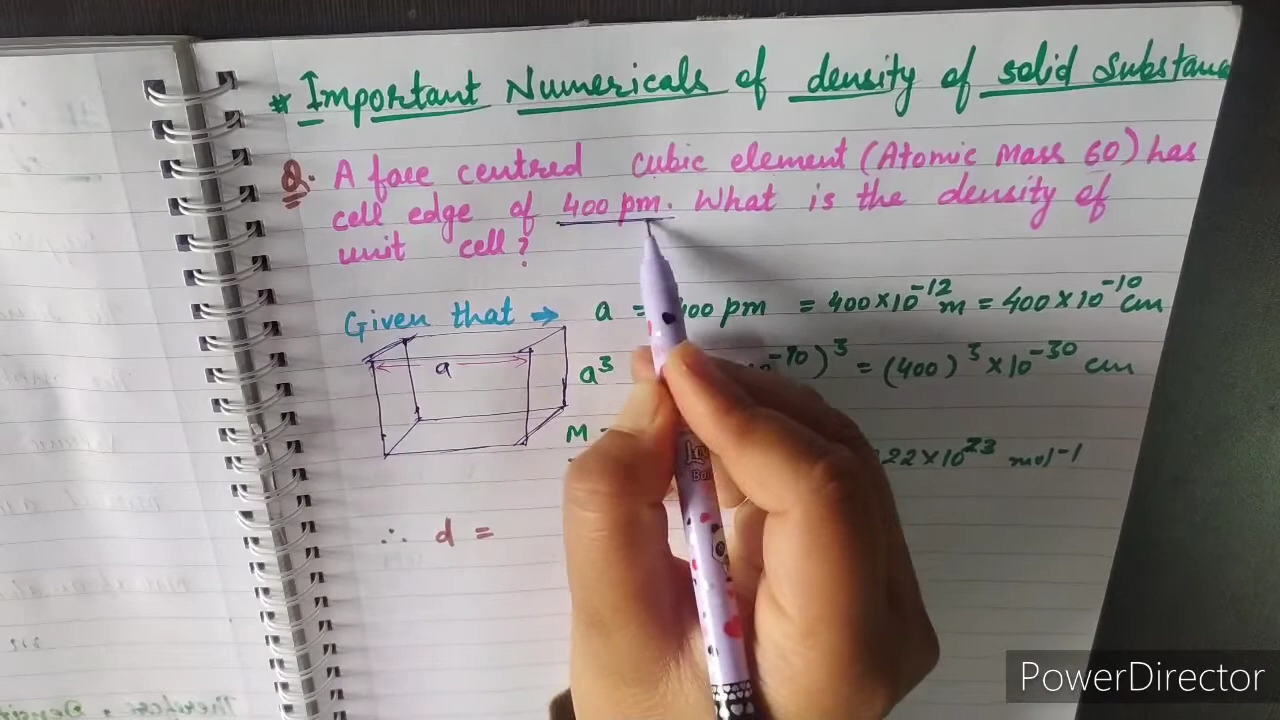 * Important Numericals of density of solid Substanc
Q. A face centred cubic element (Atomic Mass 60) has
cell edge of 400 pm. What is the density of
unit cell?
Given that → a = 400 pm = 400×10⁻¹² m = 400×10⁻¹⁰ cm
a
a³ ⁻¹⁰)³ = (400)³ ×10⁻³⁰ cm
M 22×10²³ mol⁻¹
∴ d =
PowerDirector